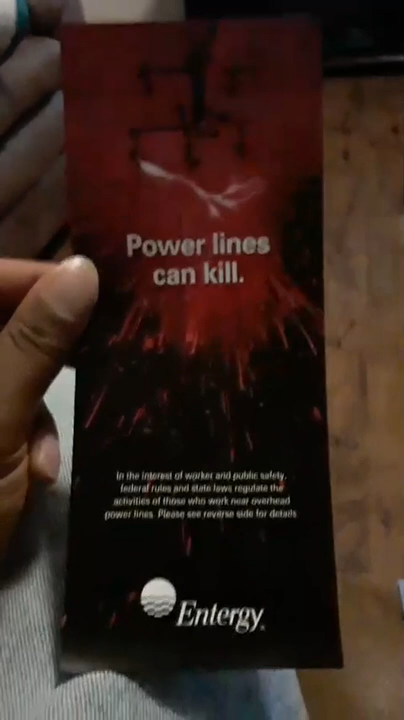 Power lines
can kill.
In the interest of worker and public safety,
federal rules and state laws regulate the
activities of those who work near overhead
power lines. Please see reverse side for details
Entergy